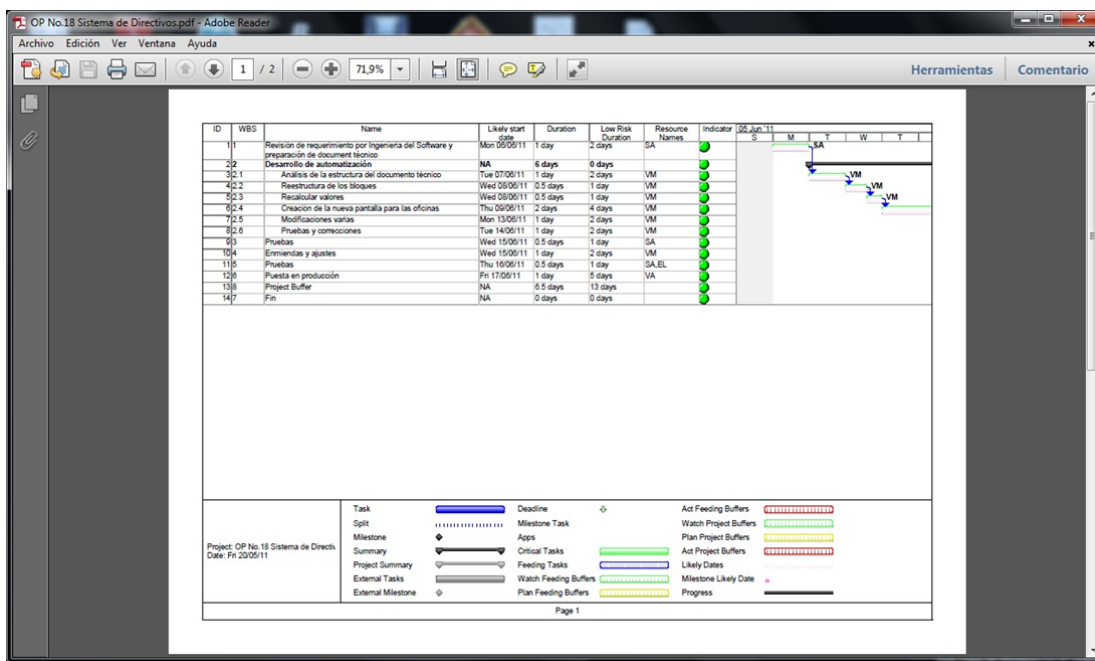 OP No.18 Sistema de Directivos.pdf - Adobe Reader
Archivo Edición Ver Ventana Ayuda
1 / 2 71,9% Herramientas Comentario
ID WBS Name Likely start date Duration Low Risk Duration Resource Names Indicator 05 Jun '11
S M T W T
1 1 Revisión de requerimiento por Ingeniería del Software y preparación de document técnico Mon 06/06/11 1 day 2 days SA
2 2 Desarrollo de automatización NA 6 days 0 days
3 2.1 Análisis de la estructura del documento técnico Tue 07/06/11 1 day 2 days VM
4 2.2 Reestructura de los bloques Wed 08/06/11 0.5 days 1 day VM
5 2.3 Recalcular valores Wed 08/06/11 0.5 days 1 day VM
6 2.4 Creación de la nueva pantalla para las oficinas Thu 09/06/11 2 days 4 days VM
7 2.5 Modificaciones varias Mon 13/06/11 1 day 2 days VM
8 2.6 Pruebas y correcciones Tue 14/06/11 1 day 2 days VM
9 3 Pruebas Wed 15/06/11 0.5 days 1 day SA
10 4 Enmiendas y ajustes Wed 15/06/11 1 day 2 days VM
11 5 Pruebas Thu 16/06/11 0.5 days 1 day SA,EL
12 6 Puesta en producción Fri 17/06/11 1 day 5 days VA
13 8 Project Buffer NA 6.5 days 13 days
14 7 Fin NA 0 days 0 days
SA
VM
VM
VM
Project: OP No.18 Sistema de Directiv
Date: Fri 20/05/11
Task Deadline Act Feeding Buffers
Split Milestone Task Watch Project Buffers
Milestone Apps Plan Project Buffers
Summary Critical Tasks Act Project Buffers
Project Summary Feeding Tasks Likely Dates
External Tasks Watch Feeding Buffers Milestone Likely Date
External Milestone Plan Feeding Buffers Progress
Page 1